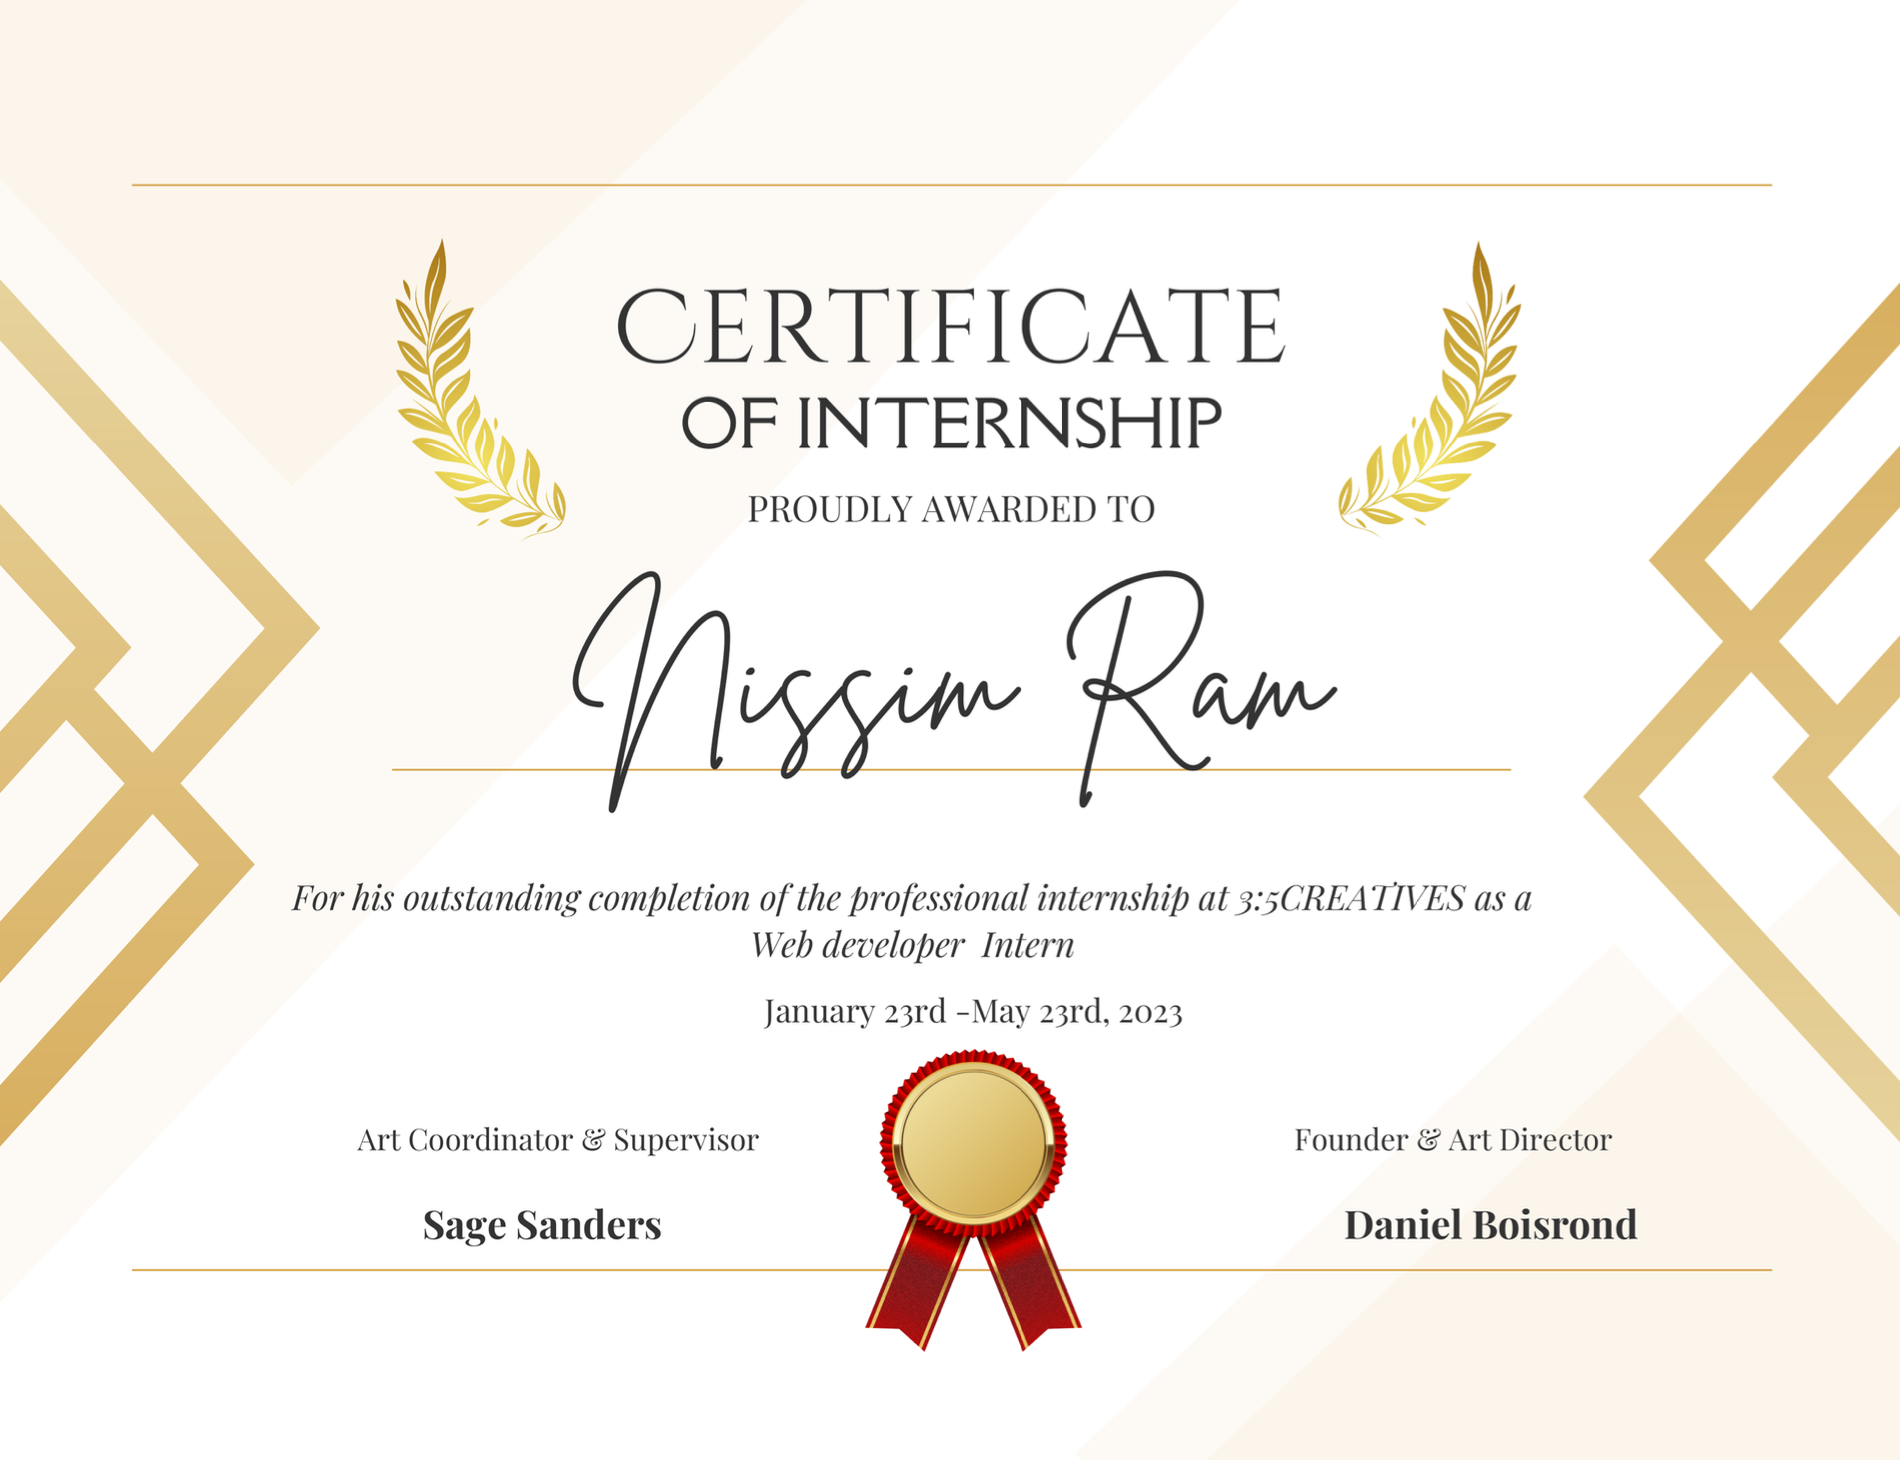 CERTIFICATE
OF INTERNSHIP
PROUDLY AWARDED TO
Nissim Ram
For his outstanding completion of the professional internship at 3:5CREATIVES as a
Web developer  Intern
January 23rd -May 23rd, 2023
Art Coordinator & Supervisor
Sage Sanders
Founder & Art Director
Daniel Boisrond